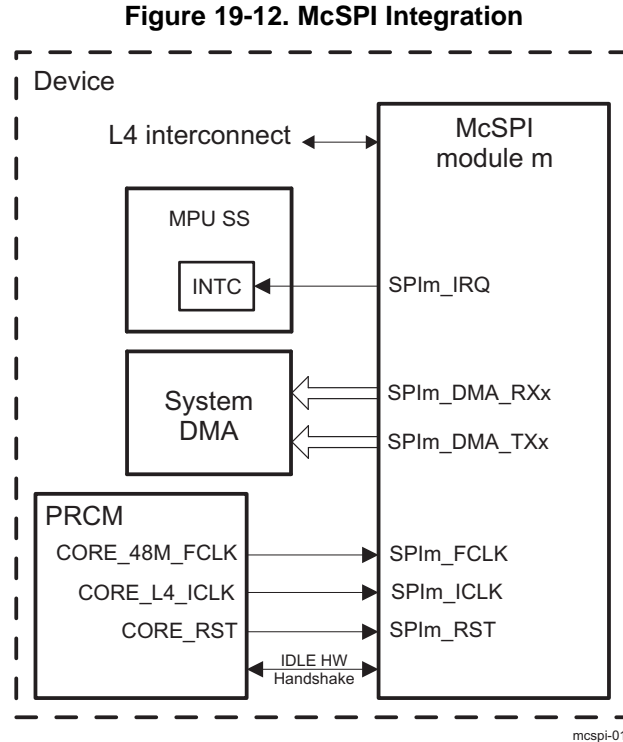 Figure 19-12. McSPI Integration
Device
L4 interconnect
McSPI
module m
MPU SS
INTC
SPIm_IRQ
System
DMA
SPIm_DMA_RXx
SPIm_DMA_TXx
PRCM
CORE_48M_FCLK
SPIm_FCLK
CORE_L4_ICLK
SPIm_ICLK
CORE_RST
SPIm_RST
IDLE HW
Handshake